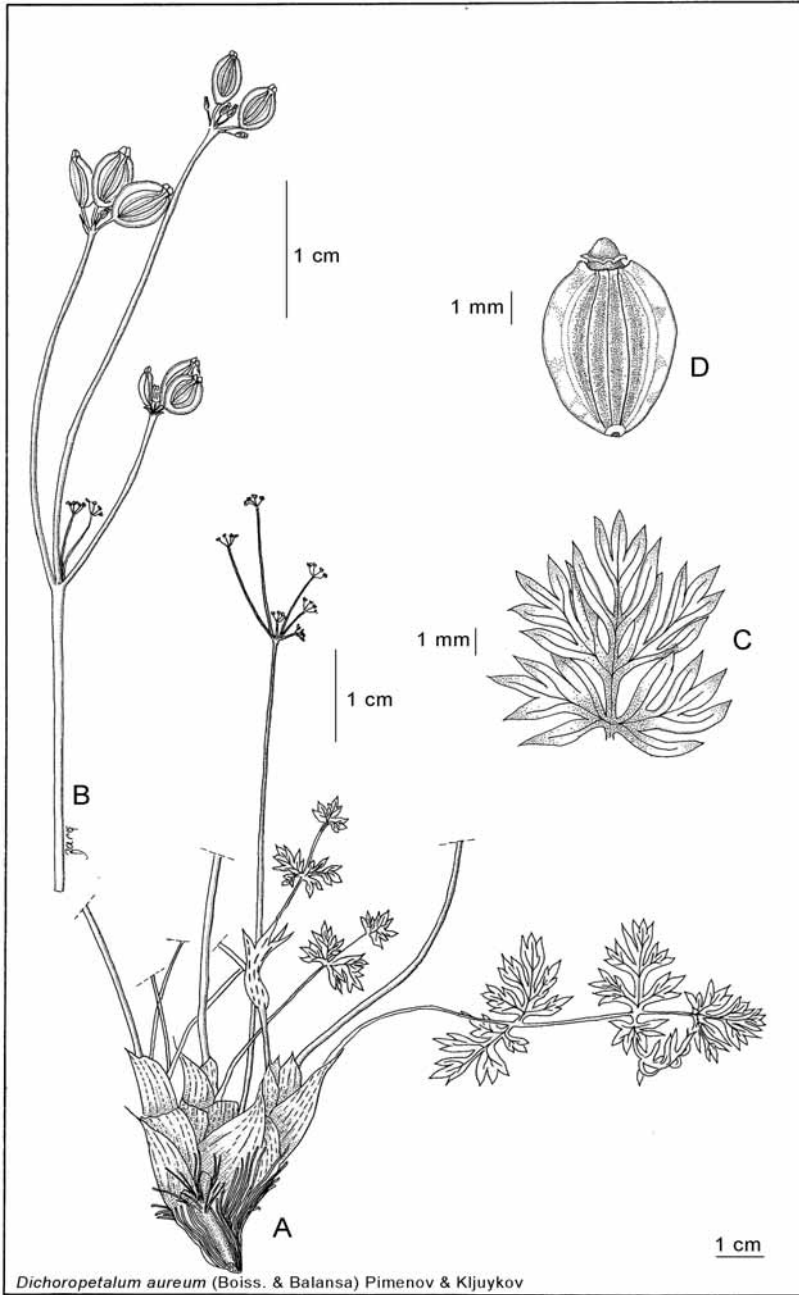 1 cm
1 mm
D
1 mm
C
1 cm
B
A
1 cm
Dichoropetalum aureum (Boiss. & Balansa) Pimenov & Kljuykov